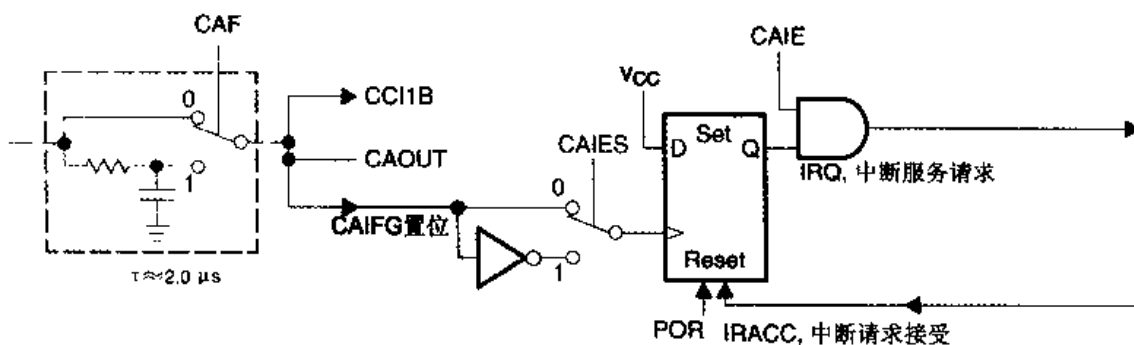 CAF
CAIE
VCC
0
CCI1B
CAOUT
1
CAIES
0
CAIFG置位
1
D
Set
Q
Reset
IRQ, 中断服务请求
τ≈2.0 μs
POR
IRACC, 中断请求接受